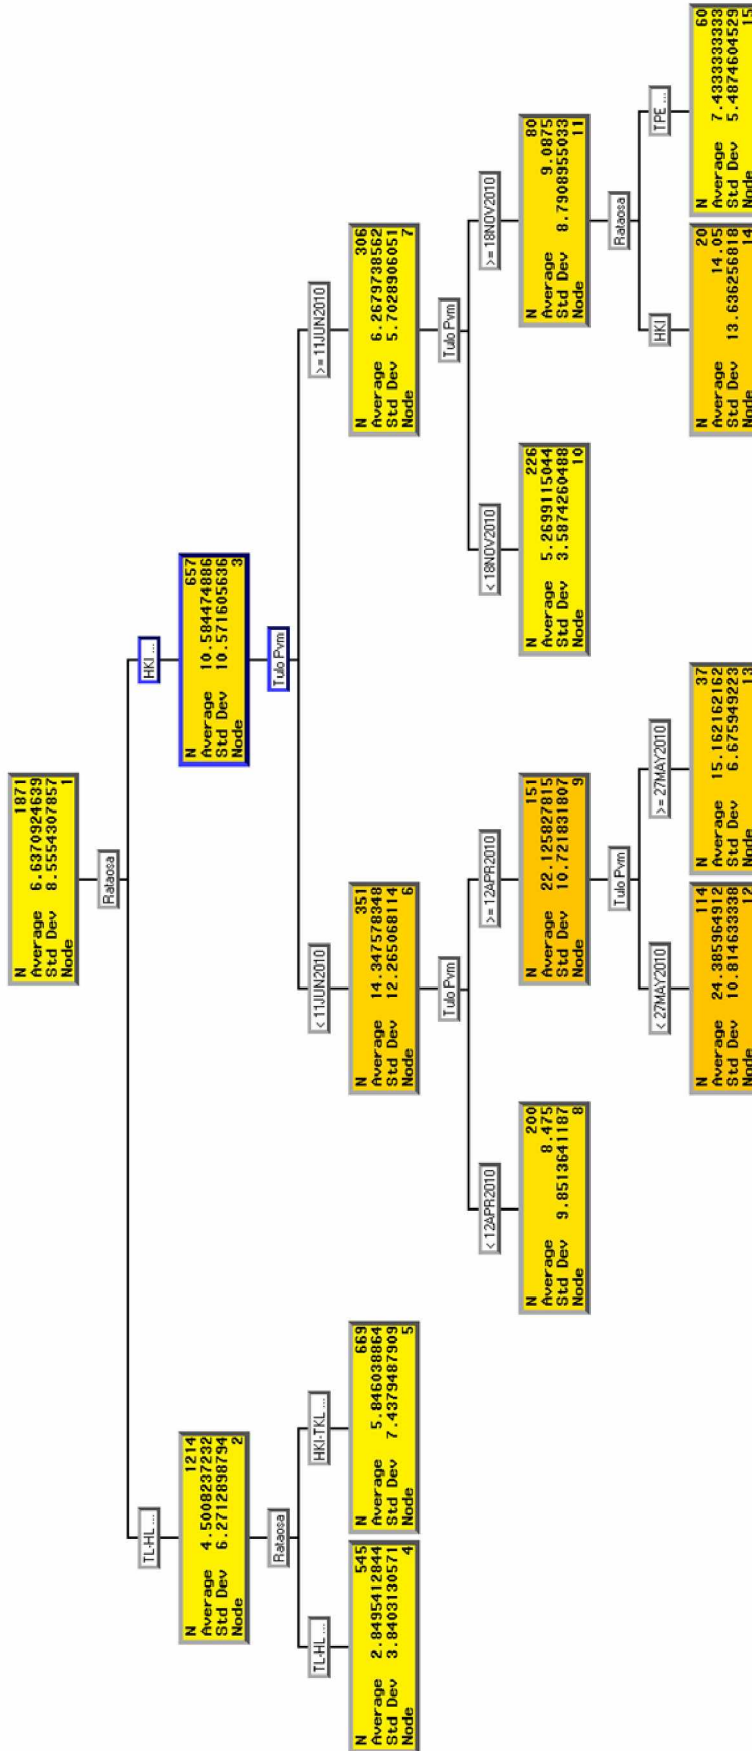 N 1871
Average 6.6370924639
Std Dev 8.5554307857
Node 1
Rataosa
TL-HL ...
HKI ...
N 1214
Average 4.5008237232
Std Dev 6.2712898794
Node 2
N 657
Average 10.584474886
Std Dev 10.571605636
Node 3
Rataosa
Tulo Pvm
TL-HL ...
HKI-TKL ...
< 11JUN2010
>= 11JUN2010
N 545
Average 2.8495412844
Std Dev 3.8403130571
Node 4
N 669
Average 5.846038864
Std Dev 7.4379487909
Node 5
N 351
Average 14.347578348
Std Dev 12.265068114
Node 6
N 306
Average 6.2679738562
Std Dev 5.7028906051
Node 7
Tulo Pvm
Tulo Pvm
< 12APR2010
>= 12APR2010
< 18NOV2010
>= 18NOV2010
N 200
Average 8.475
Std Dev 9.8513641187
Node 8
N 151
Average 22.125827815
Std Dev 10.721831807
Node 9
N 226
Average 5.2699115044
Std Dev 3.5874260488
Node 10
N 80
Average 9.0875
Std Dev 8.7908955033
Node 11
Tulo Pvm
Rataosa
< 27MAY2010
>= 27MAY2010
HKI
TPE ...
N 114
Average 24.385964912
Std Dev 10.814633338
Node 12
N 37
Average 15.162162162
Std Dev 6.675949223
Node 13
N 20
Average 14.05
Std Dev 13.636256818
Node 14
N 60
Average 7.4333333333
Std Dev 5.4874604529
Node 15